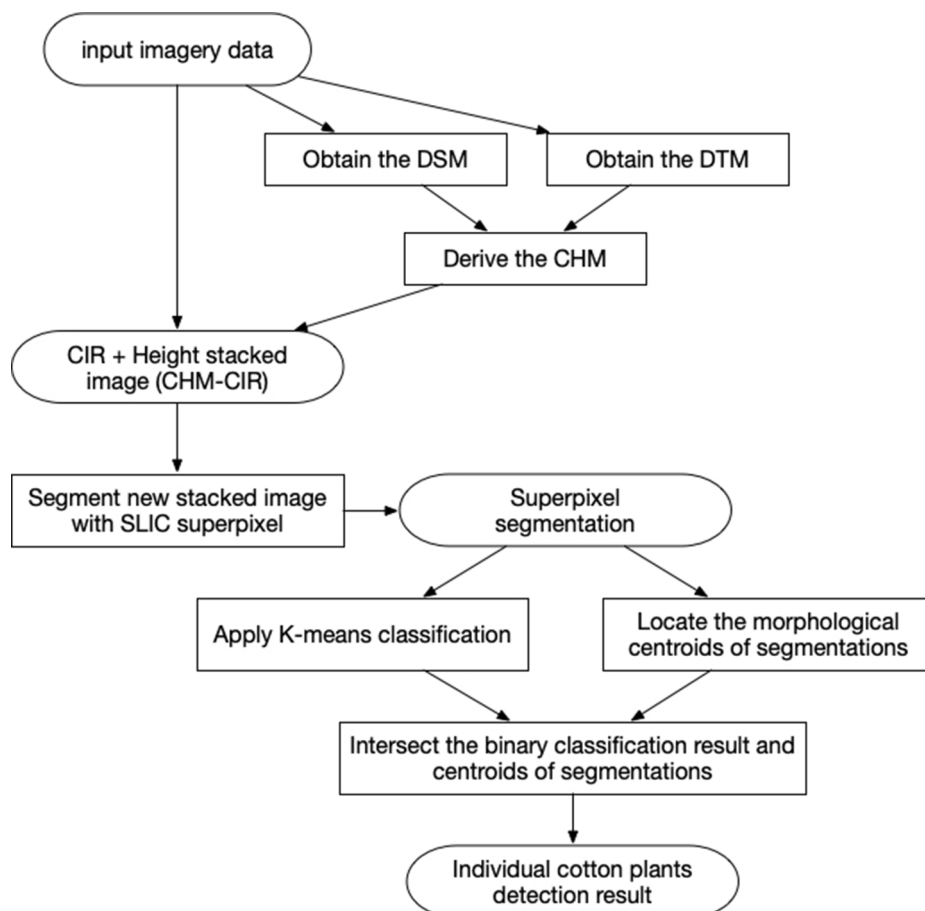 input imagery data
Obtain the DSM
Obtain the DTM
Derive the CHM
CIR + Height stacked
image (CHM-CIR)
Segment new stacked image
with SLIC superpixel
Superpixel
segmentation
Apply K-means classification
Locate the morphological
centroids of segmentations
Intersect the binary classification result and
centroids of segmentations
Individual cotton plants
detection result